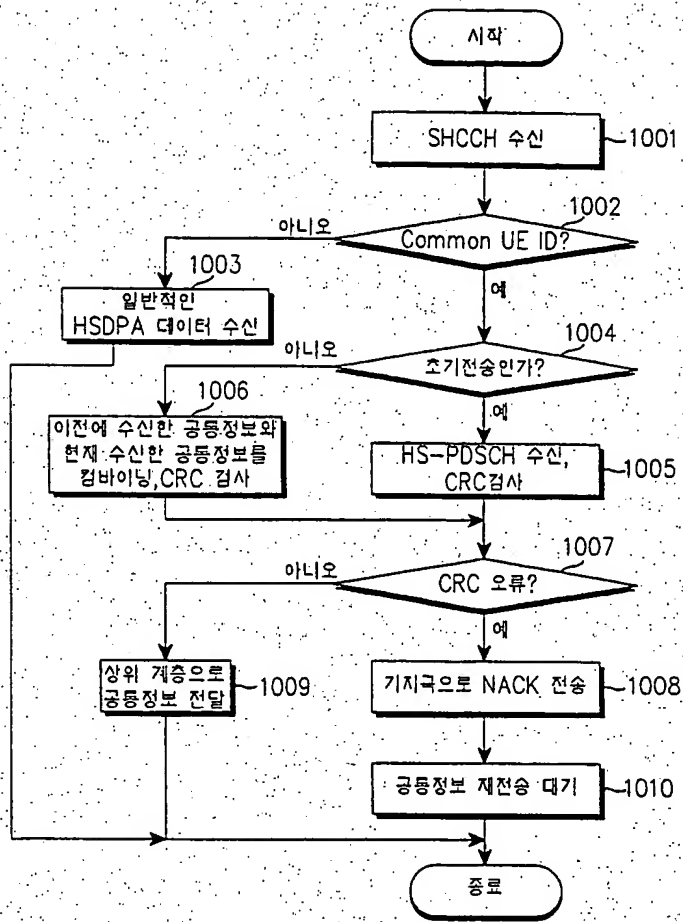 시작
SHCCH 수신
1001
1002
아니오
Common UE ID?
1003
예
일반적인
HSDPA 데이터 수신
1004
아니오
초기전송인가?
1006
예
이전에 수신한 공통정보와
현재 수신한 공통정보를
컴바이닝,CRC 검사
HS-PDSCH 수신,
CRC검사
1005
1007
아니오
CRC 오류?
예
상위 계층으로
공통정보 전달
1009
기지국으로 NACK 전송
1008
공통정보 재전송 대기
1010
종료